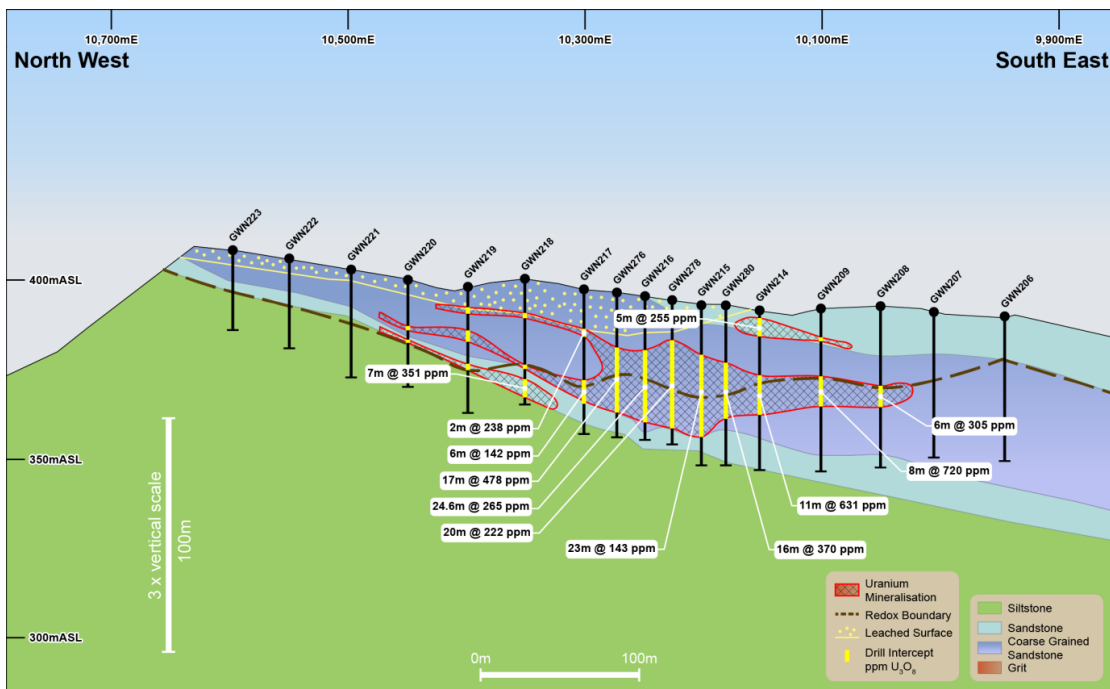 10,700mE
10,500mE
10,300mE
10,100mE
9,900mE
North West
South East
GWN223
GWN222
GWN221
GWN220
GWN219
GWN218
GWN217
GWN276
GWN216
GWN278
GWN215
GWN280
GWN214
GWN209
GWN208
GWN207
GWN206
400mASL
350mASL
300mASL
5m @ 255 ppm
7m @ 351 ppm
2m @ 238 ppm
6m @ 142 ppm
17m @ 478 ppm
24.6m @ 265 ppm
20m @ 222 ppm
23m @ 143 ppm
16m @ 370 ppm
11m @ 631 ppm
8m @ 720 ppm
6m @ 305 ppm
3 x vertical scale
100m
0m
100m
Uranium
Mineralisation
Redox Boundary
Leached Surface
Drill Intercept
ppm U₃O₈
Siltstone
Sandstone
Coarse Grained
Sandstone
Grit